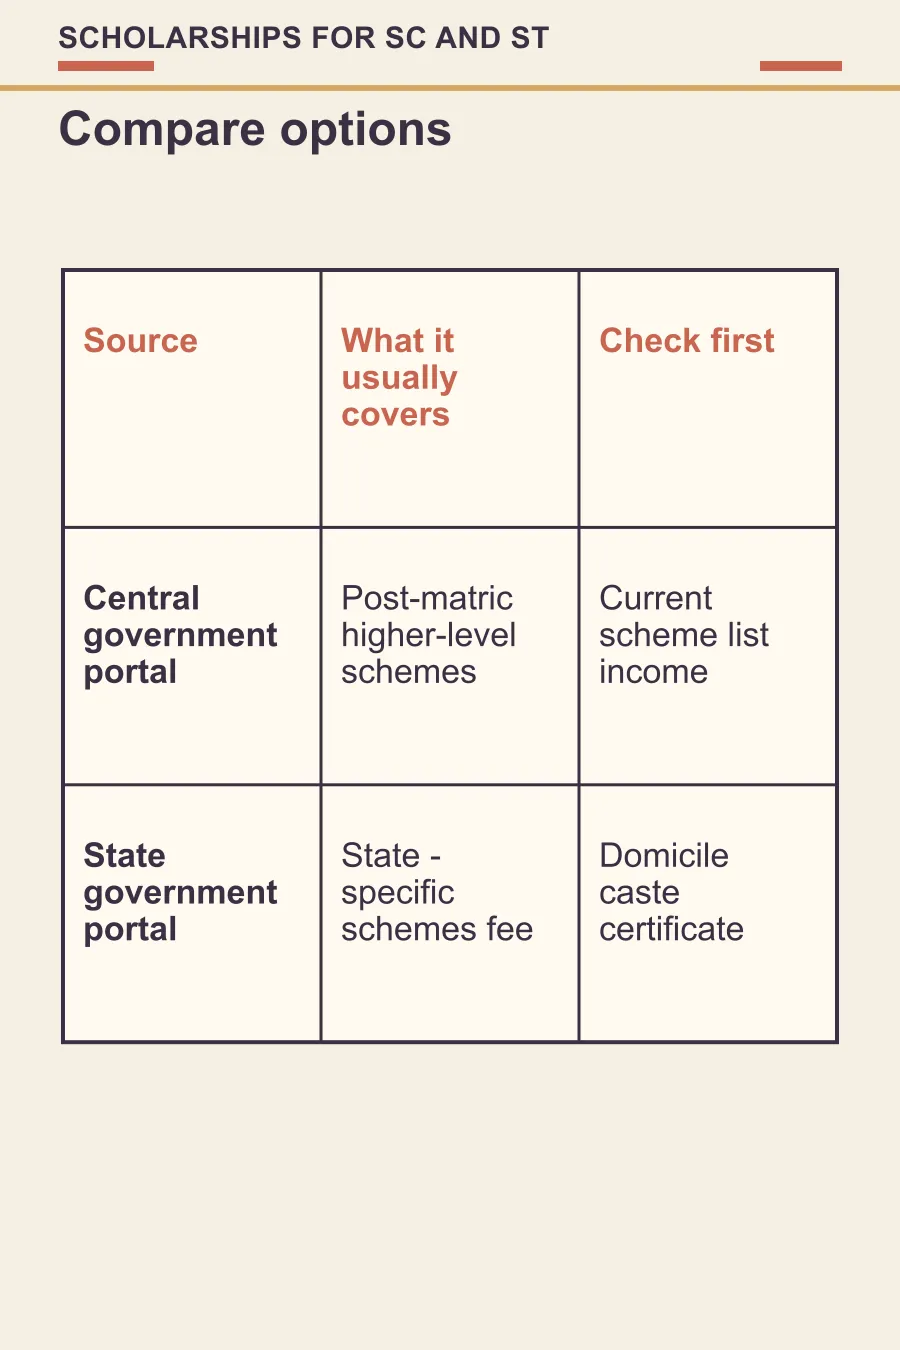 SCHOLARSHIPS FOR SC AND ST
Compare options
Source
What it
usually
covers
Check first
Central
government
portal
Post-matric
higher-level
schemes
Current
scheme list
income
State
government
portal
State -
specific
schemes fee
Domicile
caste
certificate